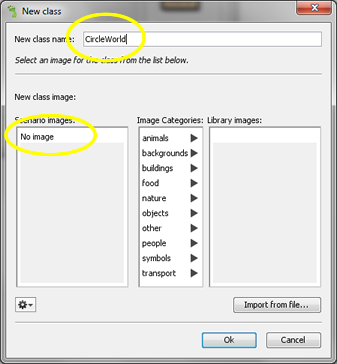 New class
New class name: CircleWorld
Select an image for the class from the list below.
New class image:
Scenario images: Image Categories: Library images:
No image
animals
backgrounds
buildings
food
nature
objects
other
people
symbols
transport
Import from file...
Ok Cancel